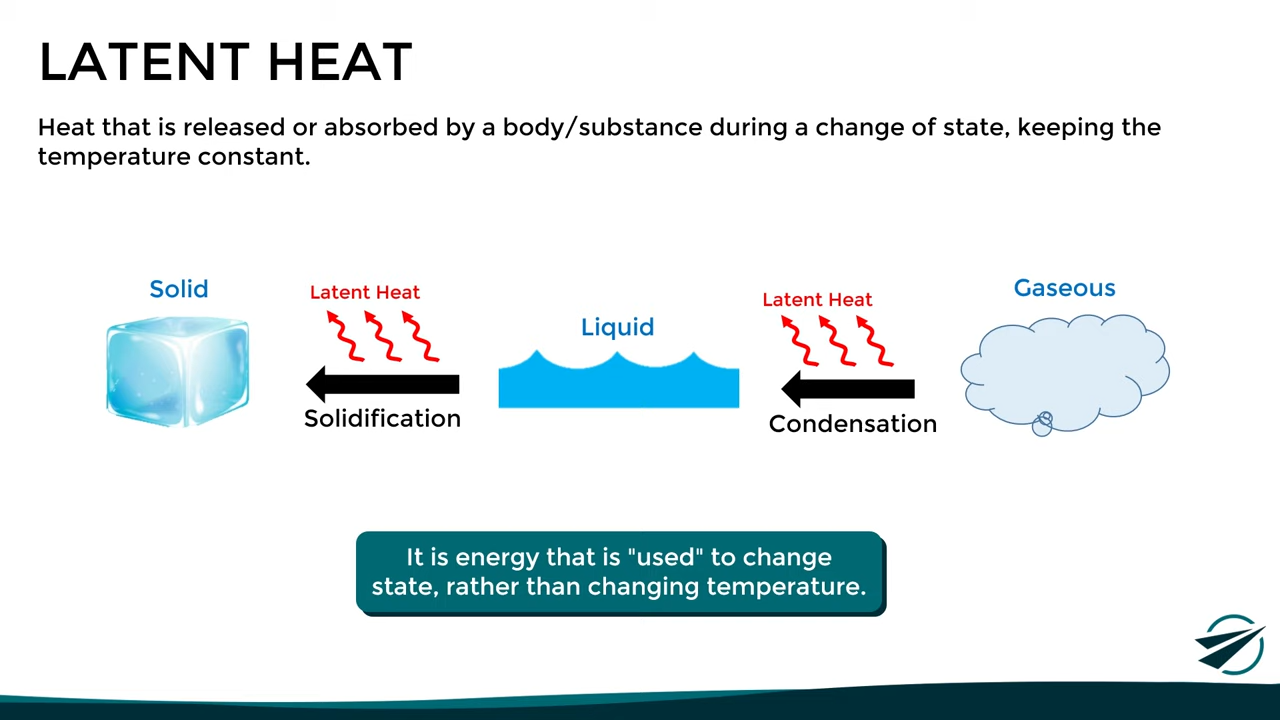 LATENT HEAT
Heat that is released or absorbed by a body/substance during a change of state, keeping the
temperature constant.
Solid
Latent Heat
Solidification
Liquid
Latent Heat
Condensation
Gaseous
It is energy that is "used" to change
state, rather than changing temperature.